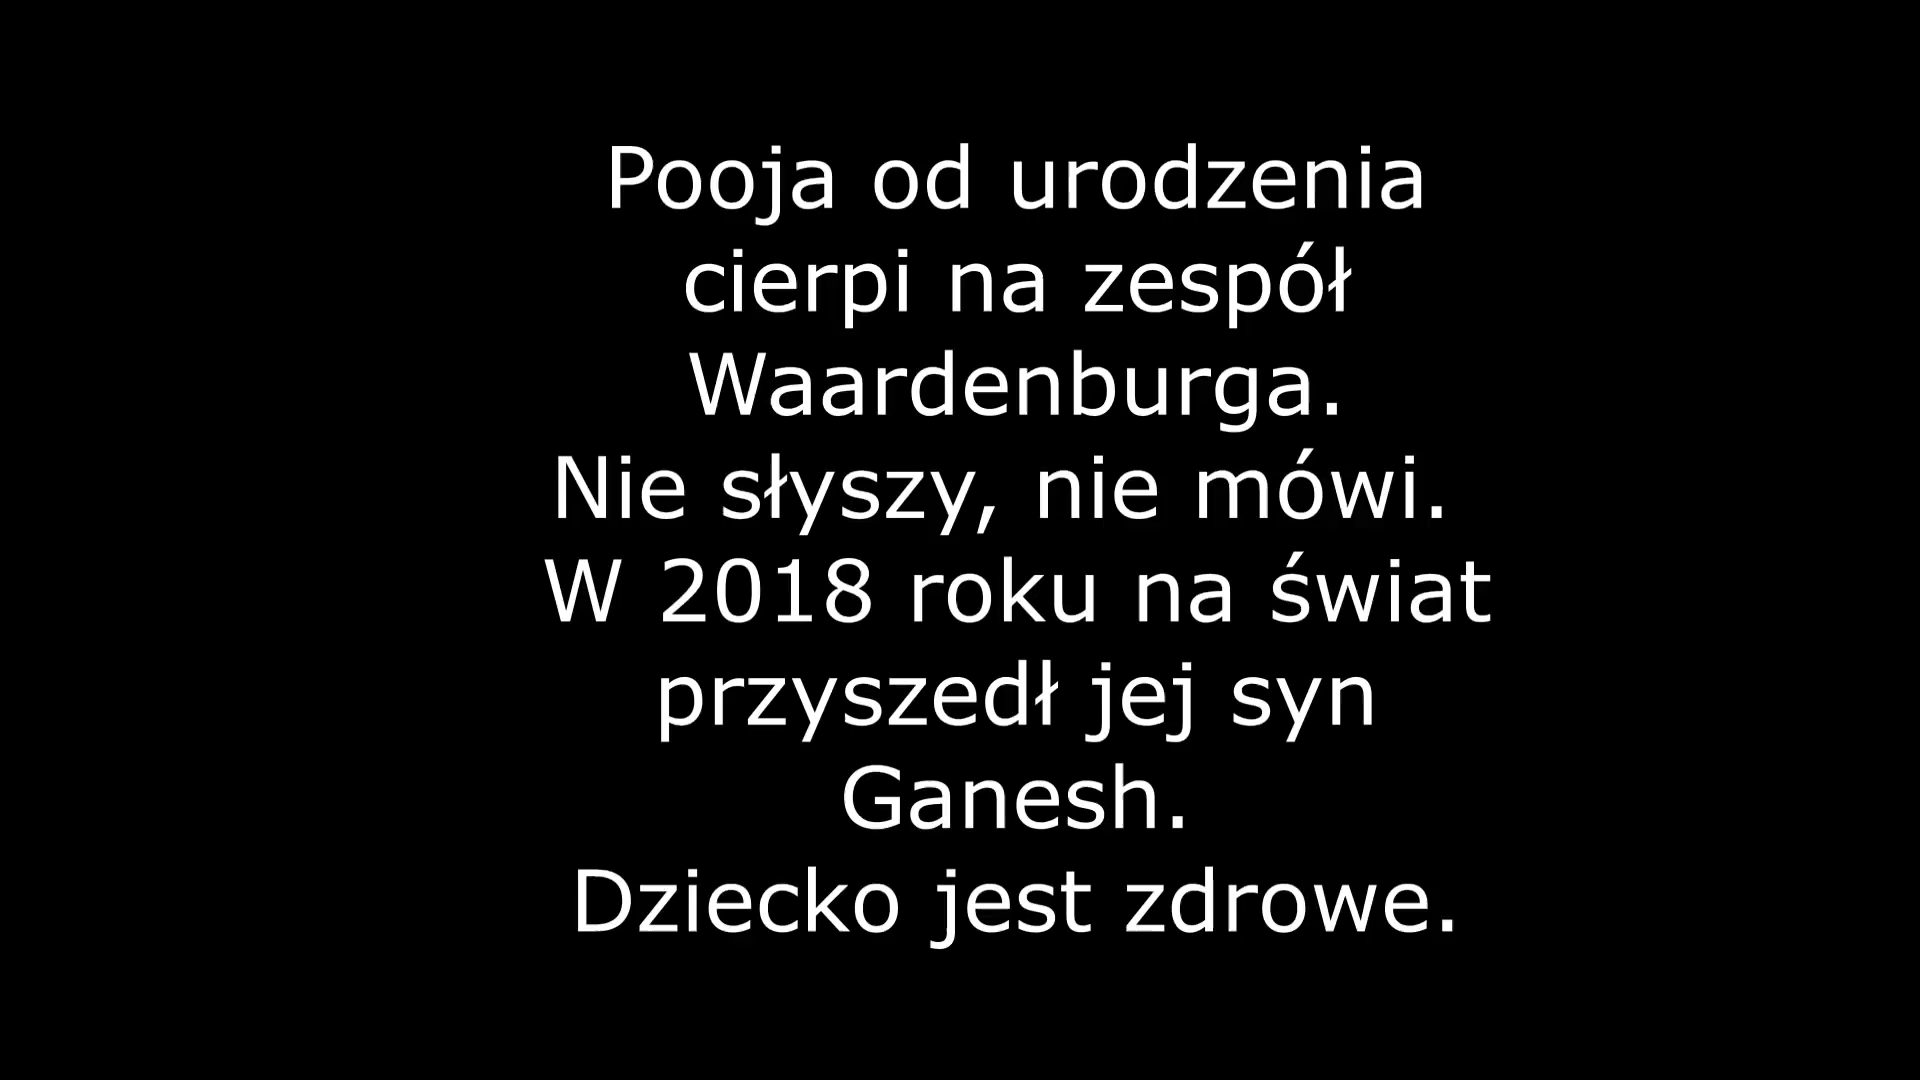 Pooja od urodzenia
cierpi na zespół
Waardenburga.
Nie słyszy, nie mówi.
W 2018 roku na świat
przyszedł jej syn
Ganesh.
Dziecko jest zdrowe.